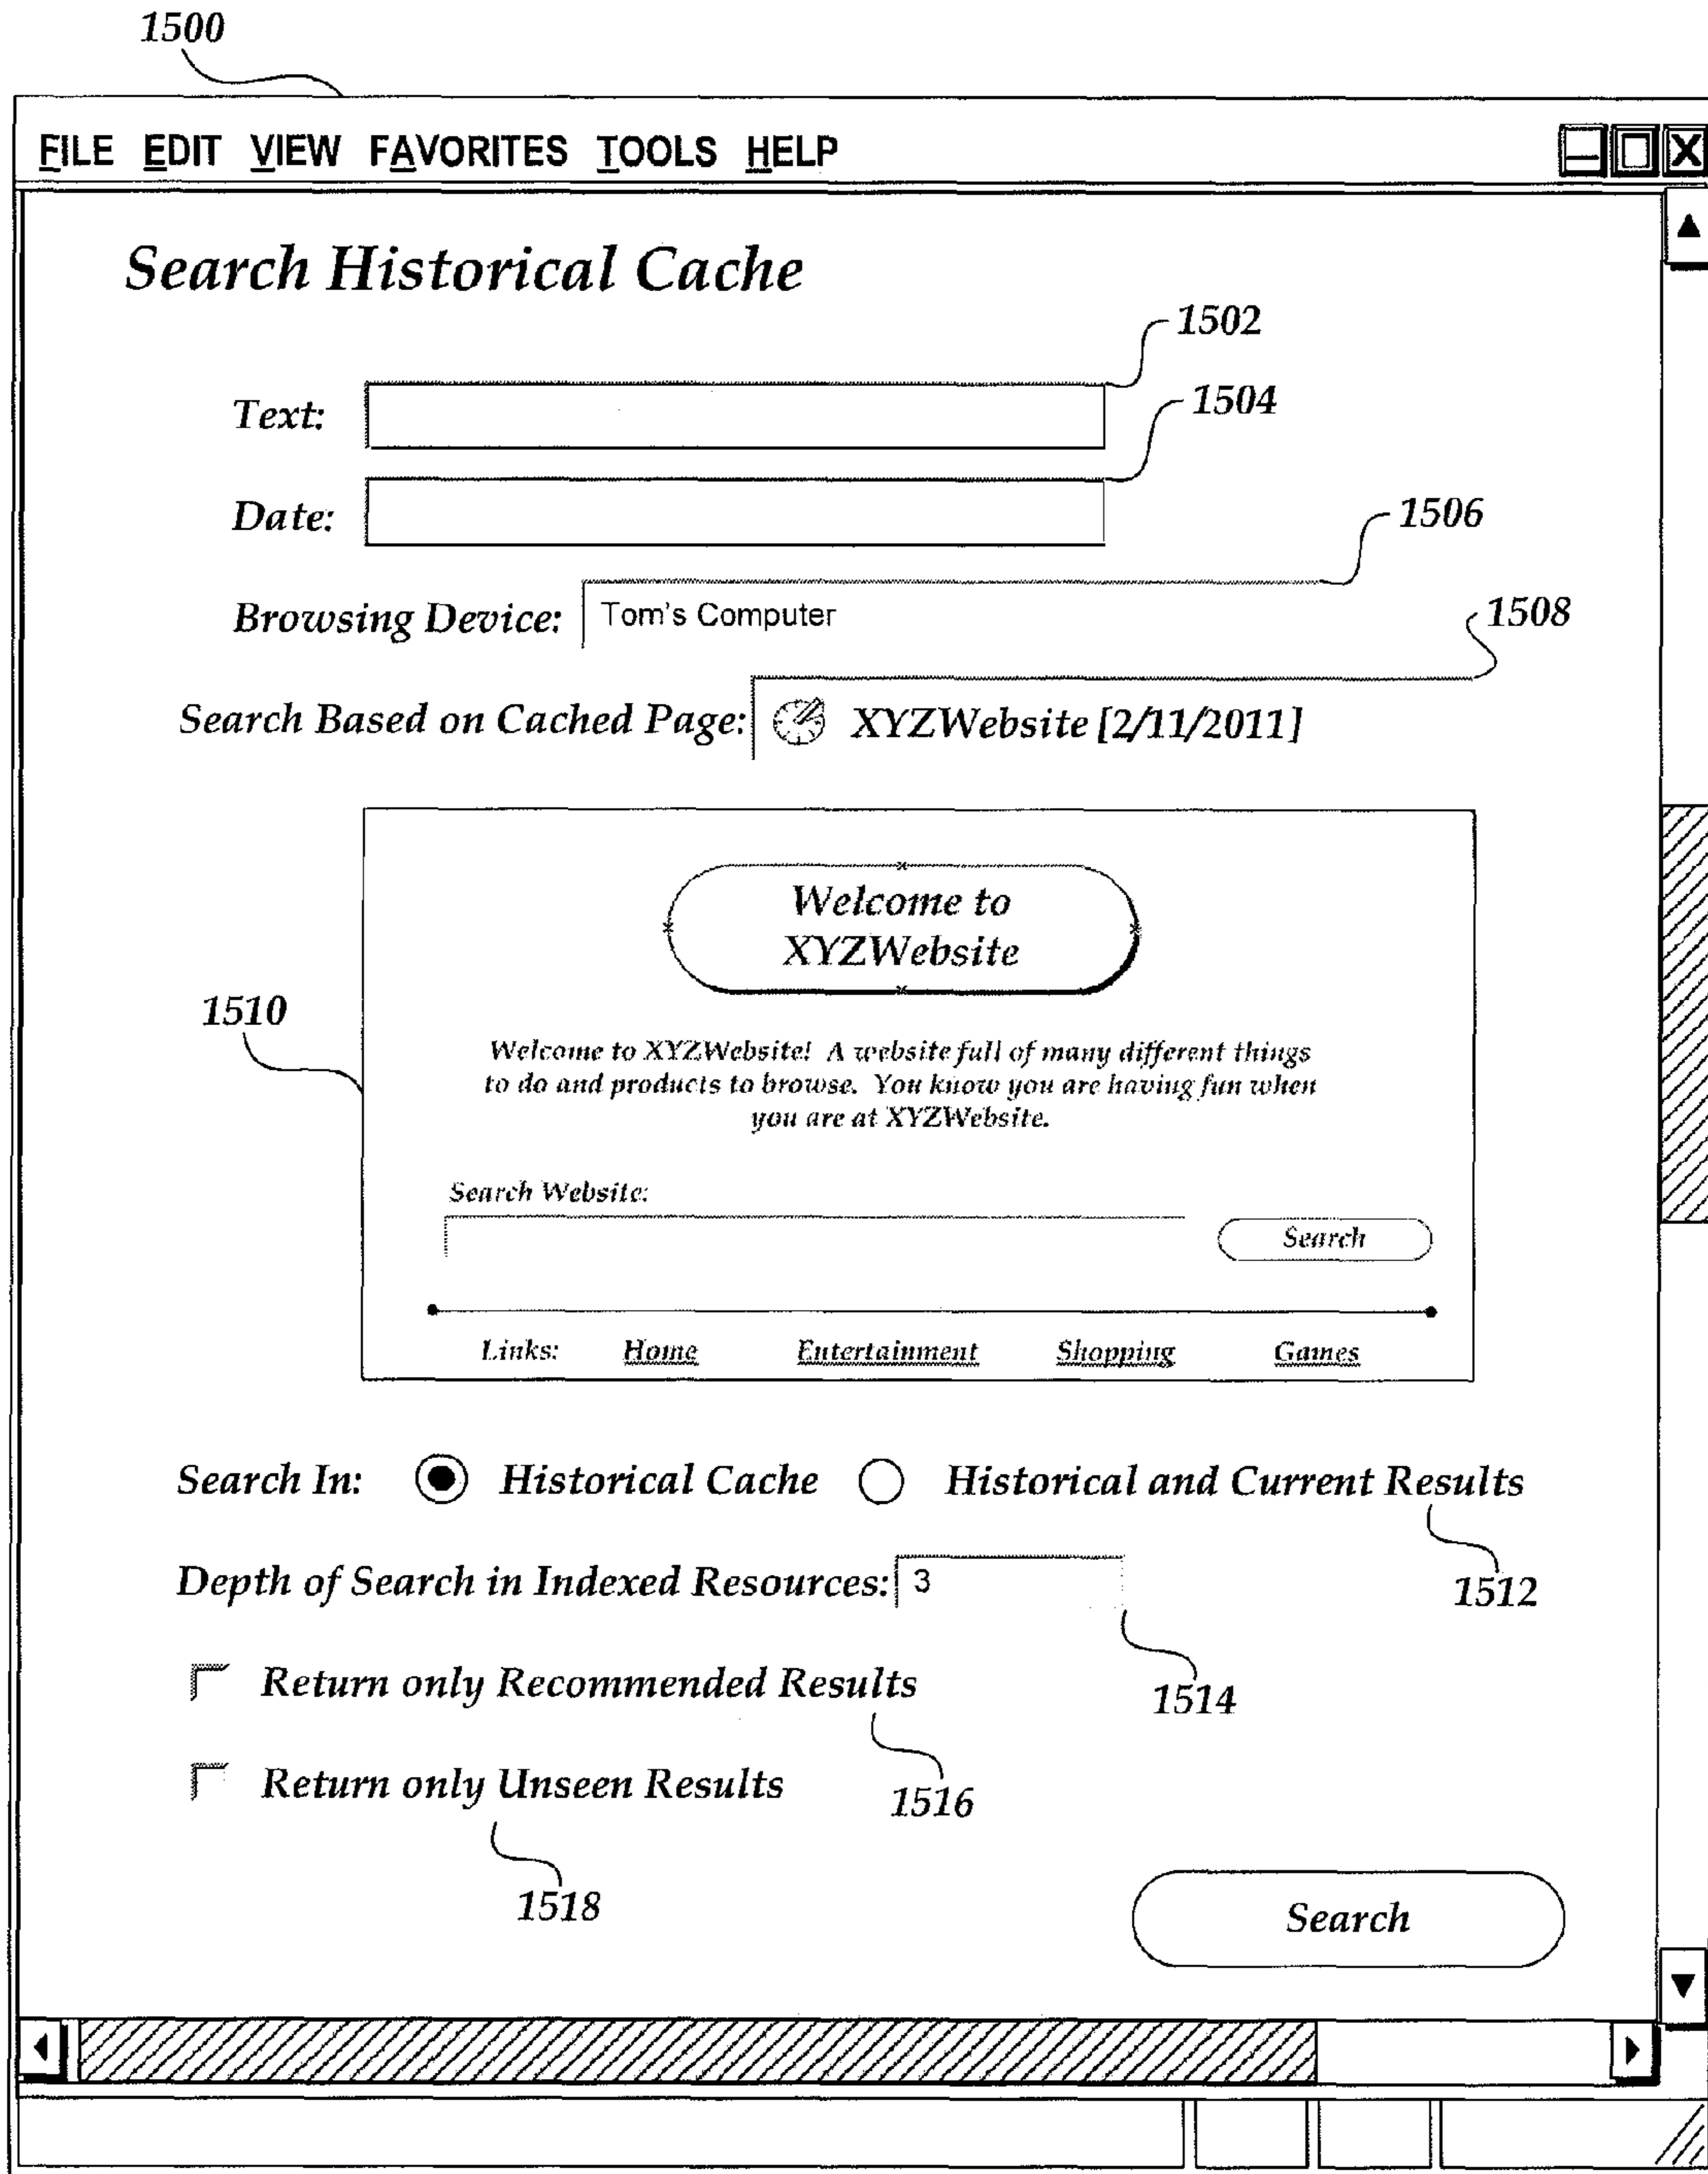 1500
FILE EDIT VIEW FAVORITES TOOLS HELP
Search Historical Cache
1502
Text:
1504
Date:
1506
Browsing Device: Tom's Computer
1508
Search Based on Cached Page: XYZWebsite [2/11/2011]
Welcome to
XYZWebsite
1510
Welcome to XYZWebsite! A website full of many different things
to do and products to browse. You know you are having fun when
you are at XYZWebsite.
Search Website:
Search
Links: Home Entertainment Shopping Games
Search In: Historical Cache Historical and Current Results
1512
Depth of Search in Indexed Resources: 3
1514
Return only Recommended Results
1516
Return only Unseen Results
1518
Search